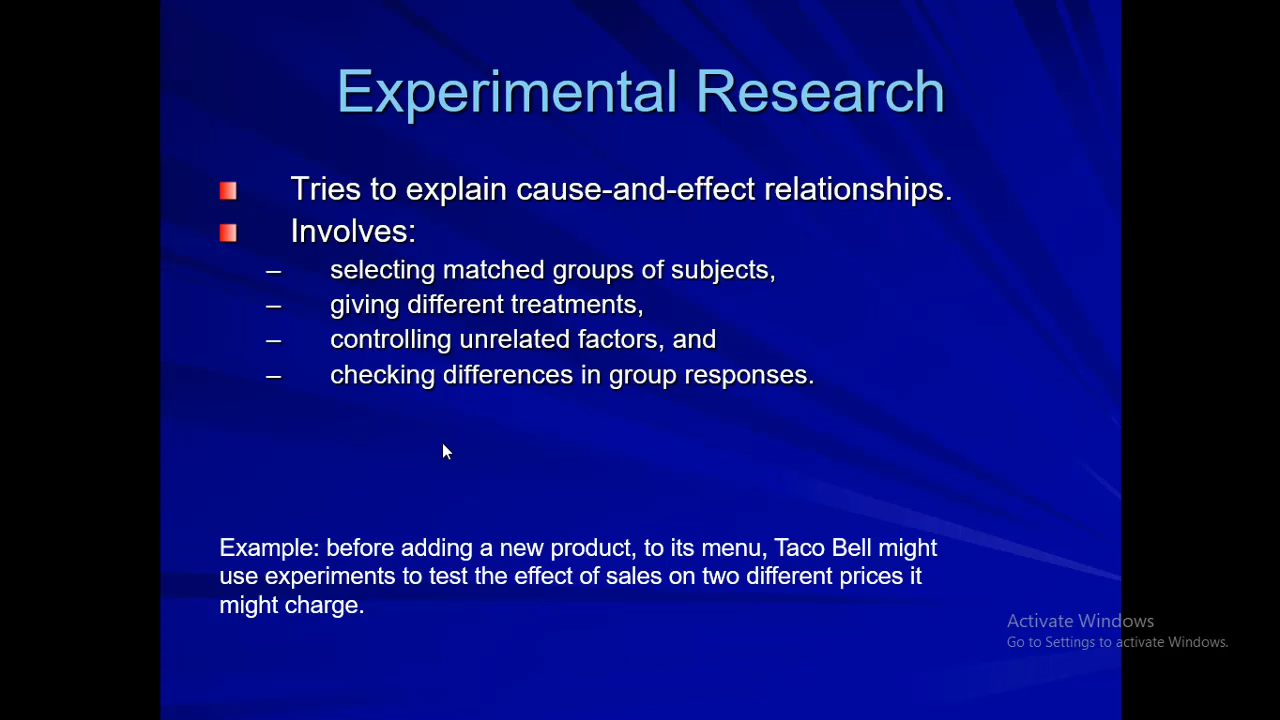 Experimental Research
Tries to explain cause-and-effect relationships.
Involves:
– selecting matched groups of subjects,
– giving different treatments,
– controlling unrelated factors, and
– checking differences in group responses.
Example: before adding a new product, to its menu, Taco Bell might
use experiments to test the effect of sales on two different prices it
might charge.
Activate Windows
Go to Settings to activate Windows.